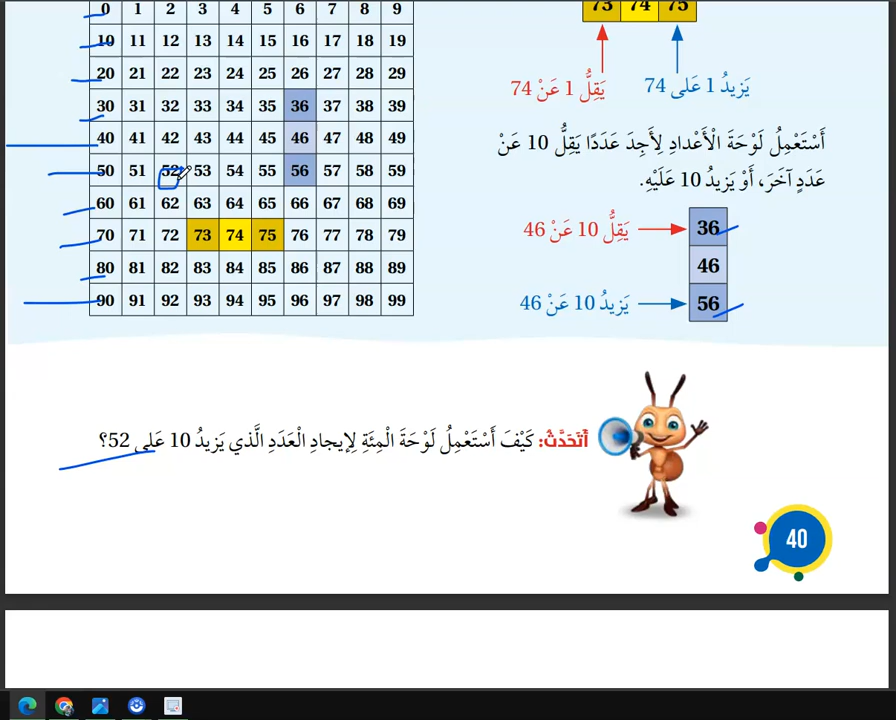 0 1 2 3 4 5 6 7 8 9
10 11 12 13 14 15 16 17 18 19
20 21 22 23 24 25 26 27 28 29
30 31 32 33 34 35 36 37 38 39
40 41 42 43 44 45 46 47 48 49
50 51 52 53 54 55 56 57 58 59
60 61 62 63 64 65 66 67 68 69
70 71 72 73 74 75 76 77 78 79
80 81 82 83 84 85 86 87 88 89
90 91 92 93 94 95 96 97 98 99
73 74 75
يَزيدُ 1 عَلى 74
يَقِلُّ 1 عَنْ 74
أَسْتَعْمِلُ لَوْحَةَ الْأَعْدادِ لِأَجِدَ عَدَدًا يَقِلُّ 10 عَنْ
عَدَدٍ آخَرَ، أَوْ يَزيدُ 10 عَلَيْهِ.
36
يَقِلُّ 10 عَنْ 46
46
56
يَزيدُ 10 عَنْ 46
أَتَحَدَّثُ: كَيْفَ أَسْتَعْمِلُ لَوْحَةَ الْمِئَةِ لِإيجادِ الْعَدَدِ الَّذي يَزيدُ 10 عَلى 52؟
40